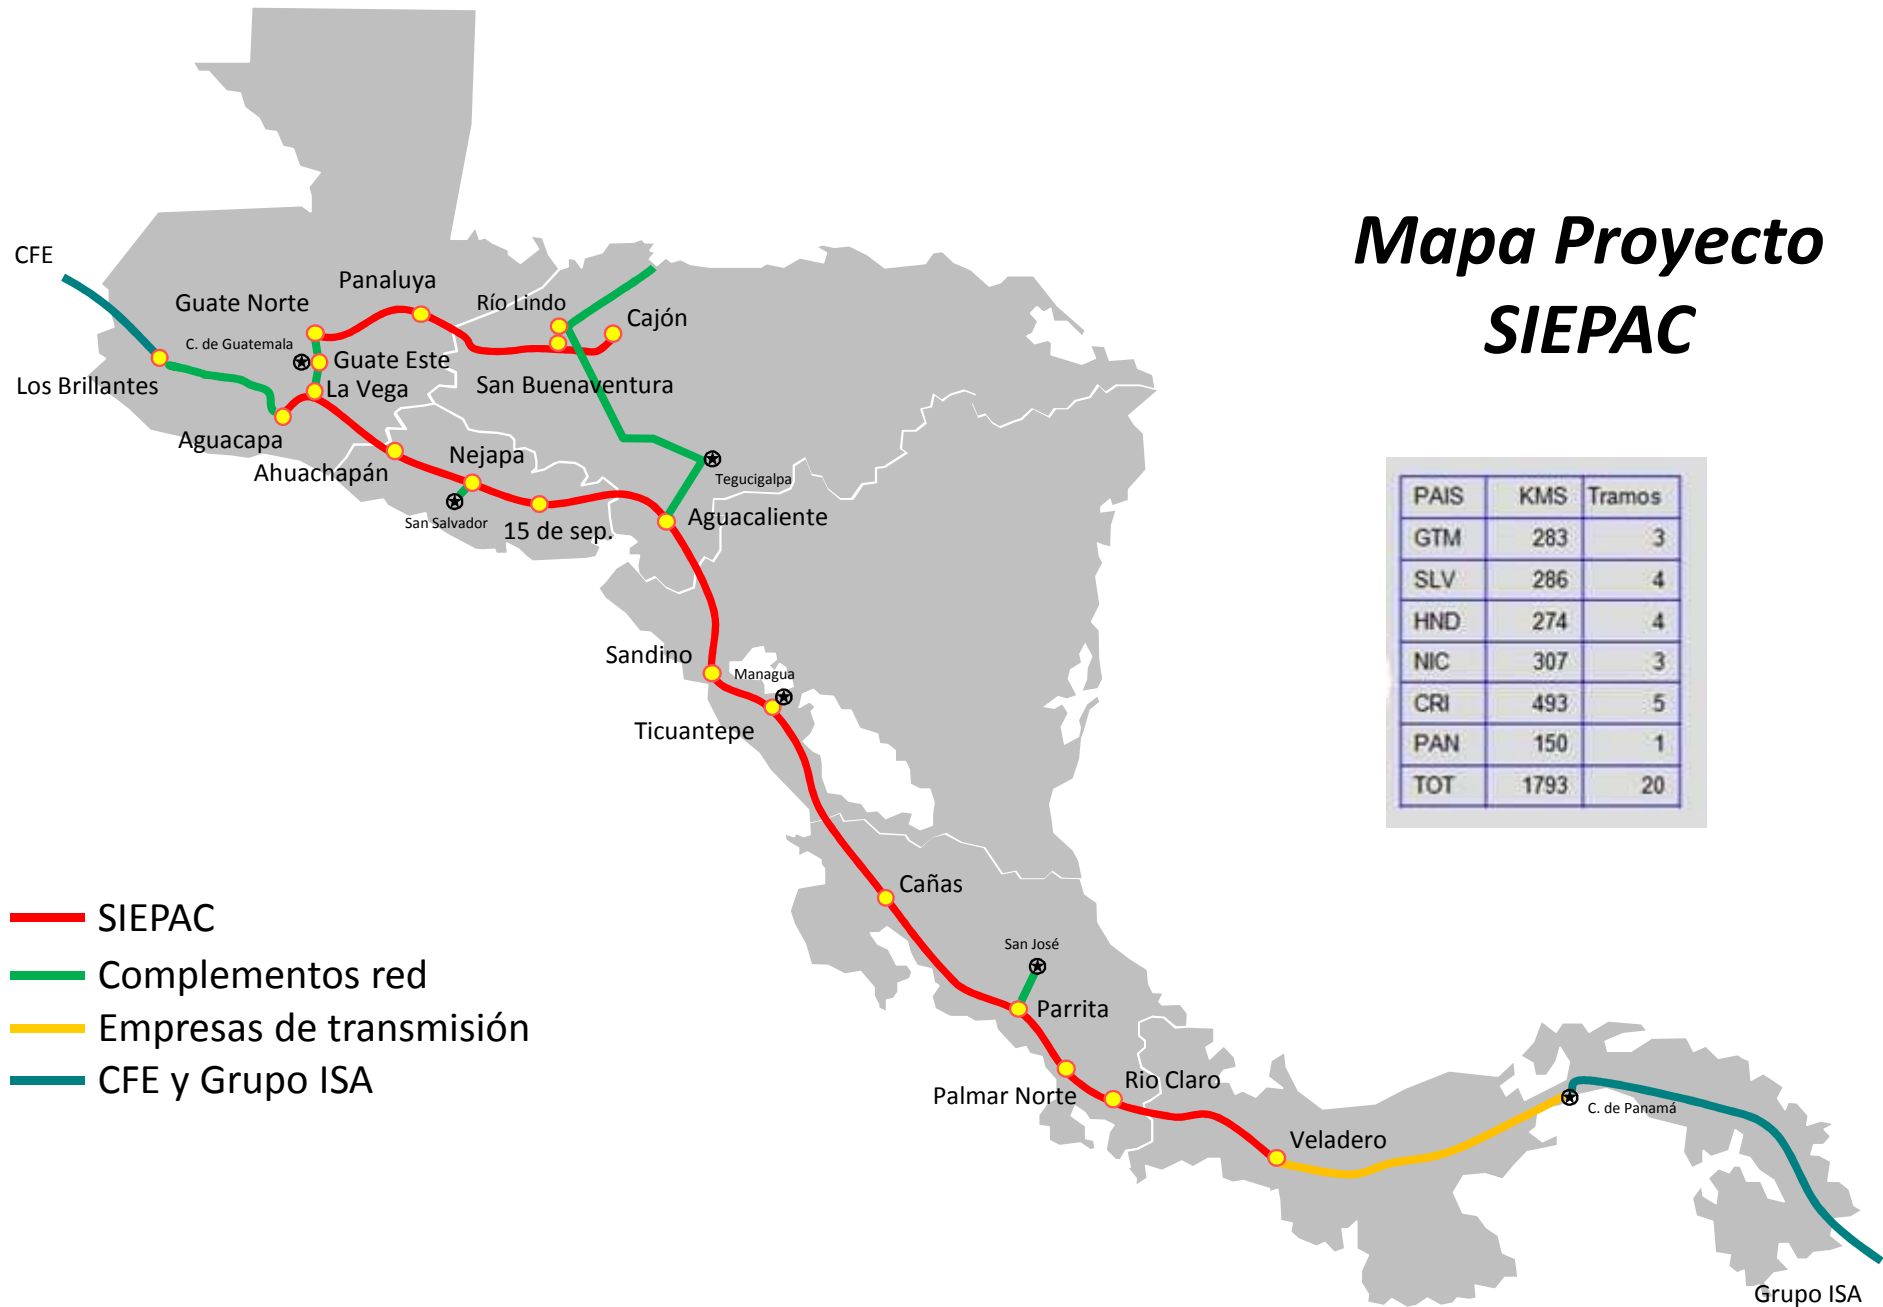 Mapa Proyecto
SIEPAC
CFE
Panaluya
Guate Norte
Río Lindo
Cajón
C. de Guatemala
Guate Este
Los Brillantes
La Vega
San Buenaventura
Aguacapa
Ahuachapán
Nejapa
Tegucigalpa
San Salvador
15 de sep.
Aguacaliente
Sandino
Managua
Ticuantepe
Cañas
San José
Parrita
Palmar Norte
Rio Claro
Veladero
C. de Panamá
Grupo ISA
PAIS KMS Tramos
GTM 283 3
SLV 286 4
HND 274 4
NIC 307 3
CRI 493 5
PAN 150 1
TOT 1793 20
SIEPAC
Complementos red
Empresas de transmisión
CFE y Grupo ISA